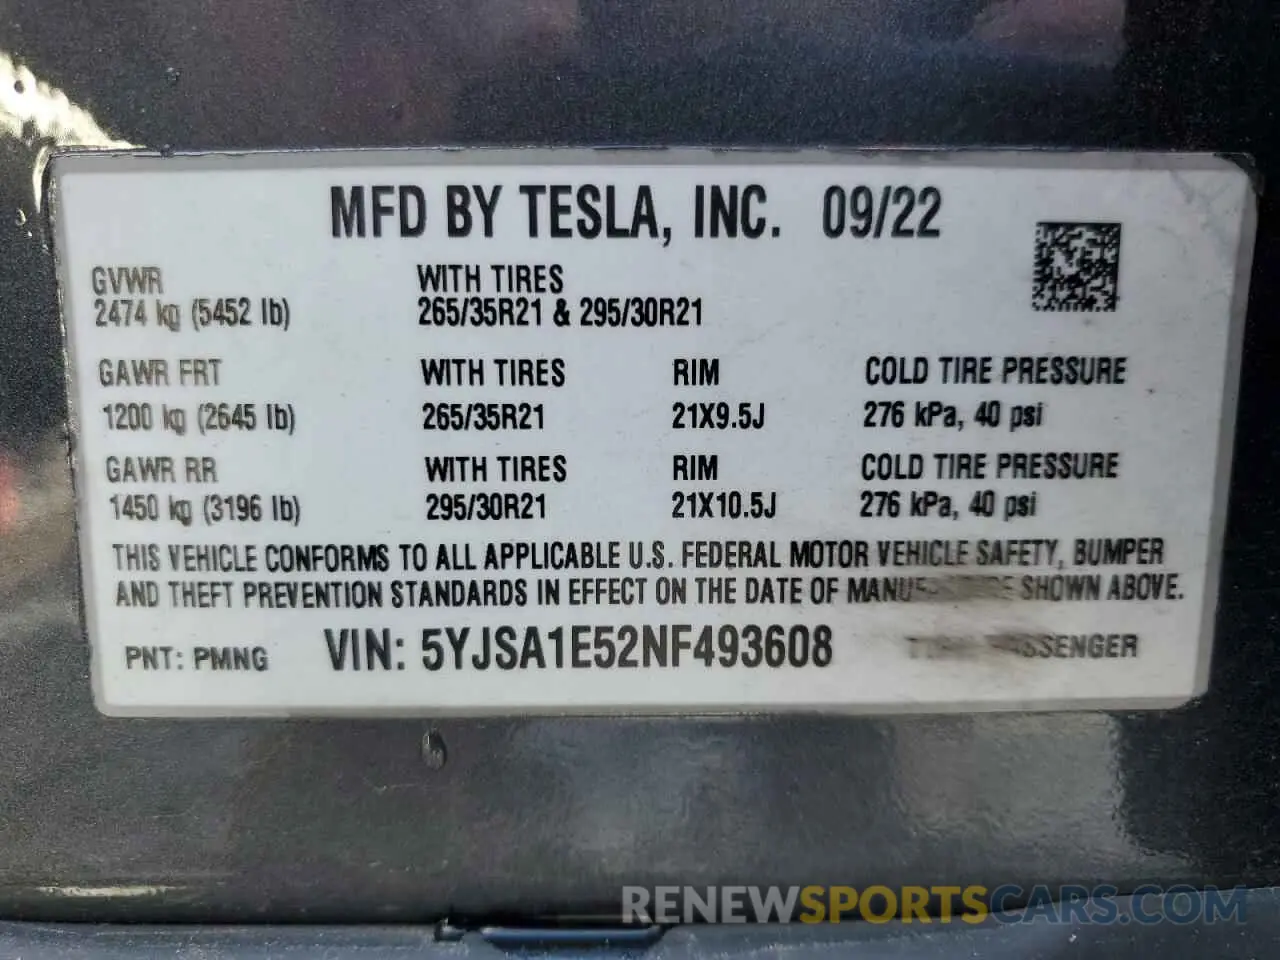 MFD BY TESLA, INC. 09/22
GVWR WITH TIRES
2474 kg (5452 lb) 265/35R21 & 295/30R21
GAWR FRT WITH TIRES RIM COLD TIRE PRESSURE
1200 kg (2645 lb) 265/35R21 21X9.5J 276 kPa, 40 psi
GAWR RR WITH TIRES RIM COLD TIRE PRESSURE
1450 kg (3196 lb) 295/30R21 21X10.5J 276 kPa, 40 psi
THIS VEHICLE CONFORMS TO ALL APPLICABLE U.S. FEDERAL MOTOR VEHICLE SAFETY, BUMPER
AND THEFT PREVENTION STANDARDS IN EFFECT ON THE DATE OF SHOWN ABOVE.
PNT: PMNG VIN: 5YJSA1E52NF493608
RENEWSPORTSCARS.COM